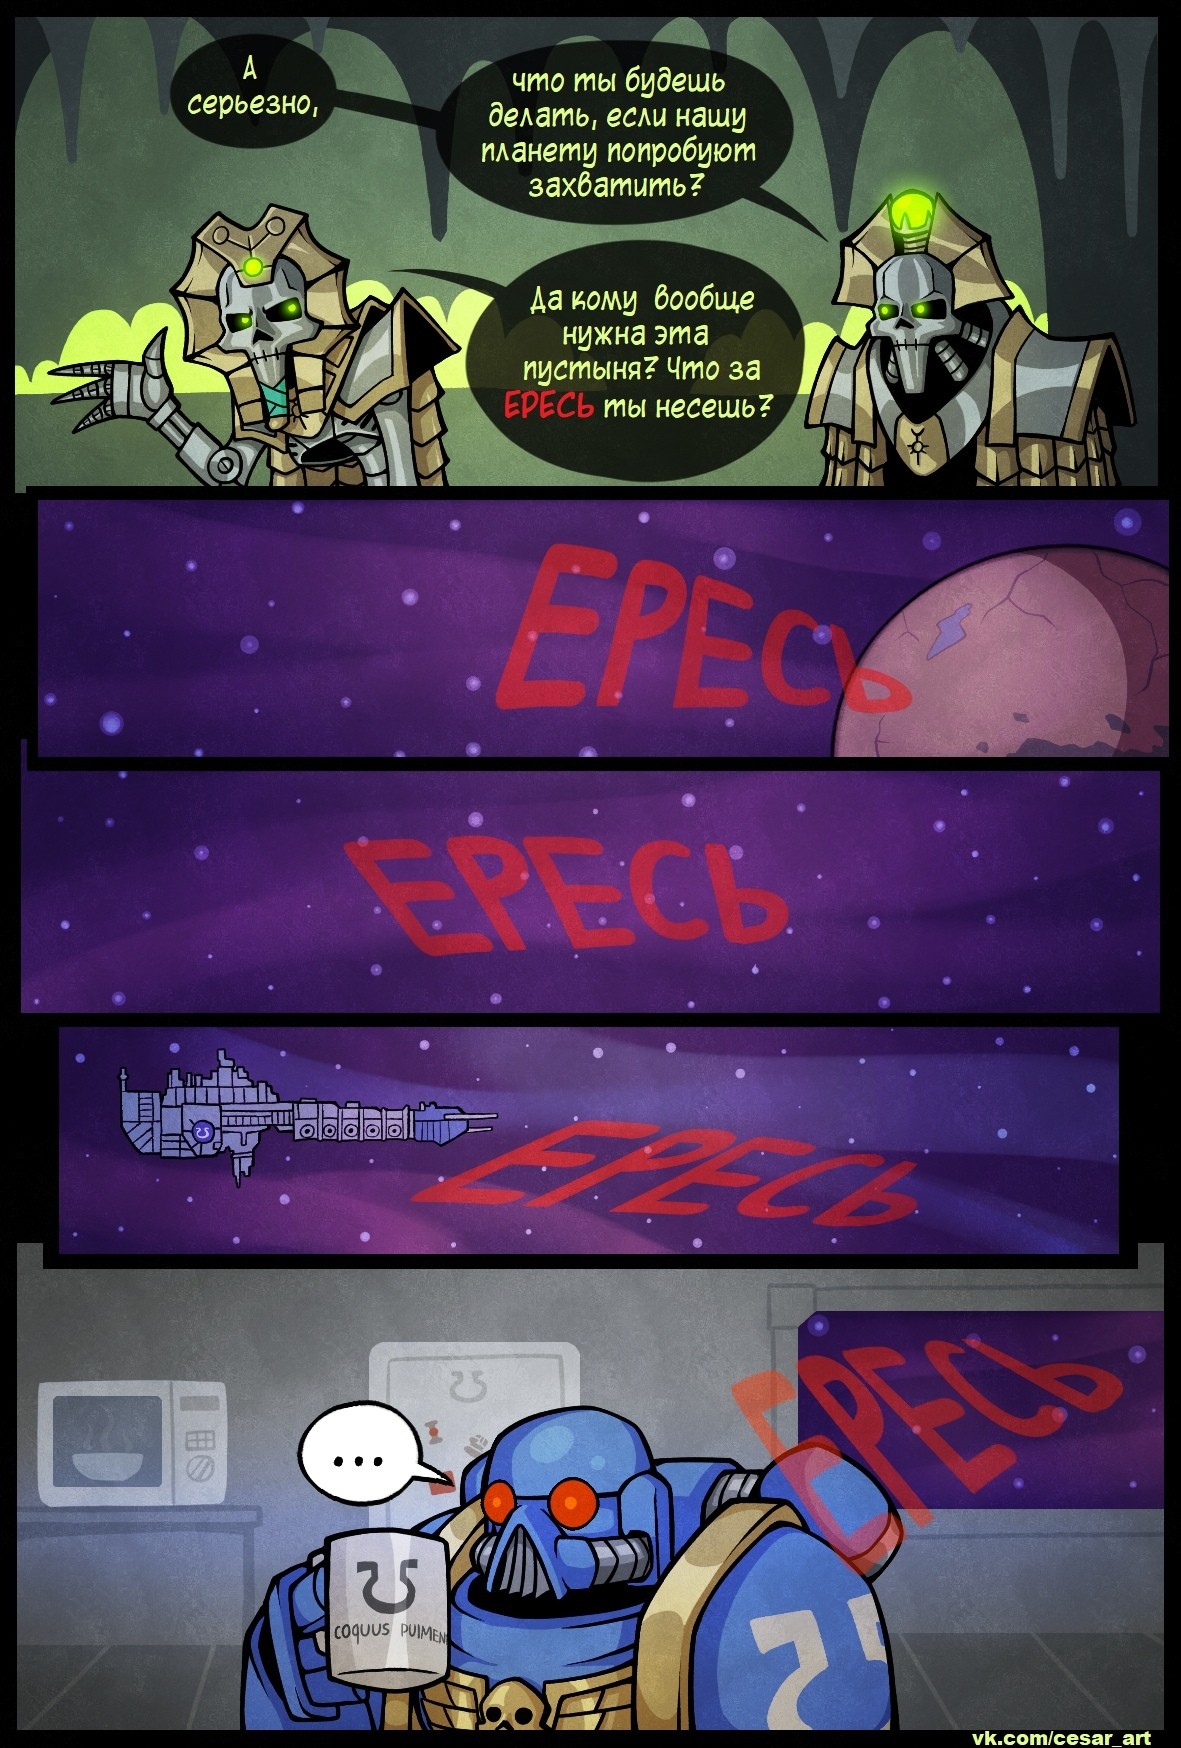 А
серьезно,
что ты будешь
делать, если нашу
планету попробуют
захватить?
Да кому вообще
нужна эта
пустыня? Что за
ЕРЕСЬ ты несешь?
ЕРЕСЬ
ЕРЕСЬ
ЕРЕСЬ
ЕРЕСЬ
...
COQUUS PUIMEN
vk.com/cesar_art